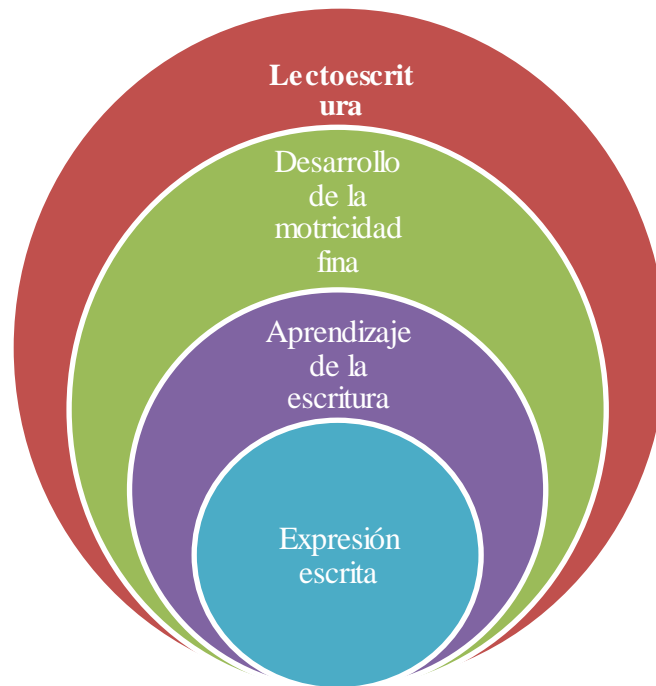 Lectoescrit
ura
Desarrollo
de la
motricidad
fina
Aprendizaje
de la
escritura
Expresión
escrita